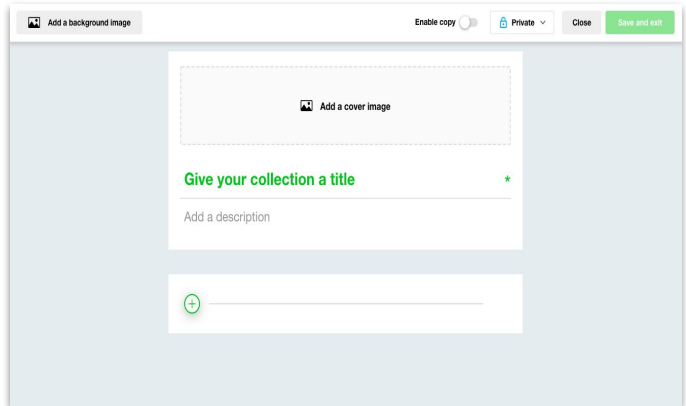 Add a background image
Enable copy
Private
Close
Save and exit
Add a cover image
Give your collection a title *
Add a description